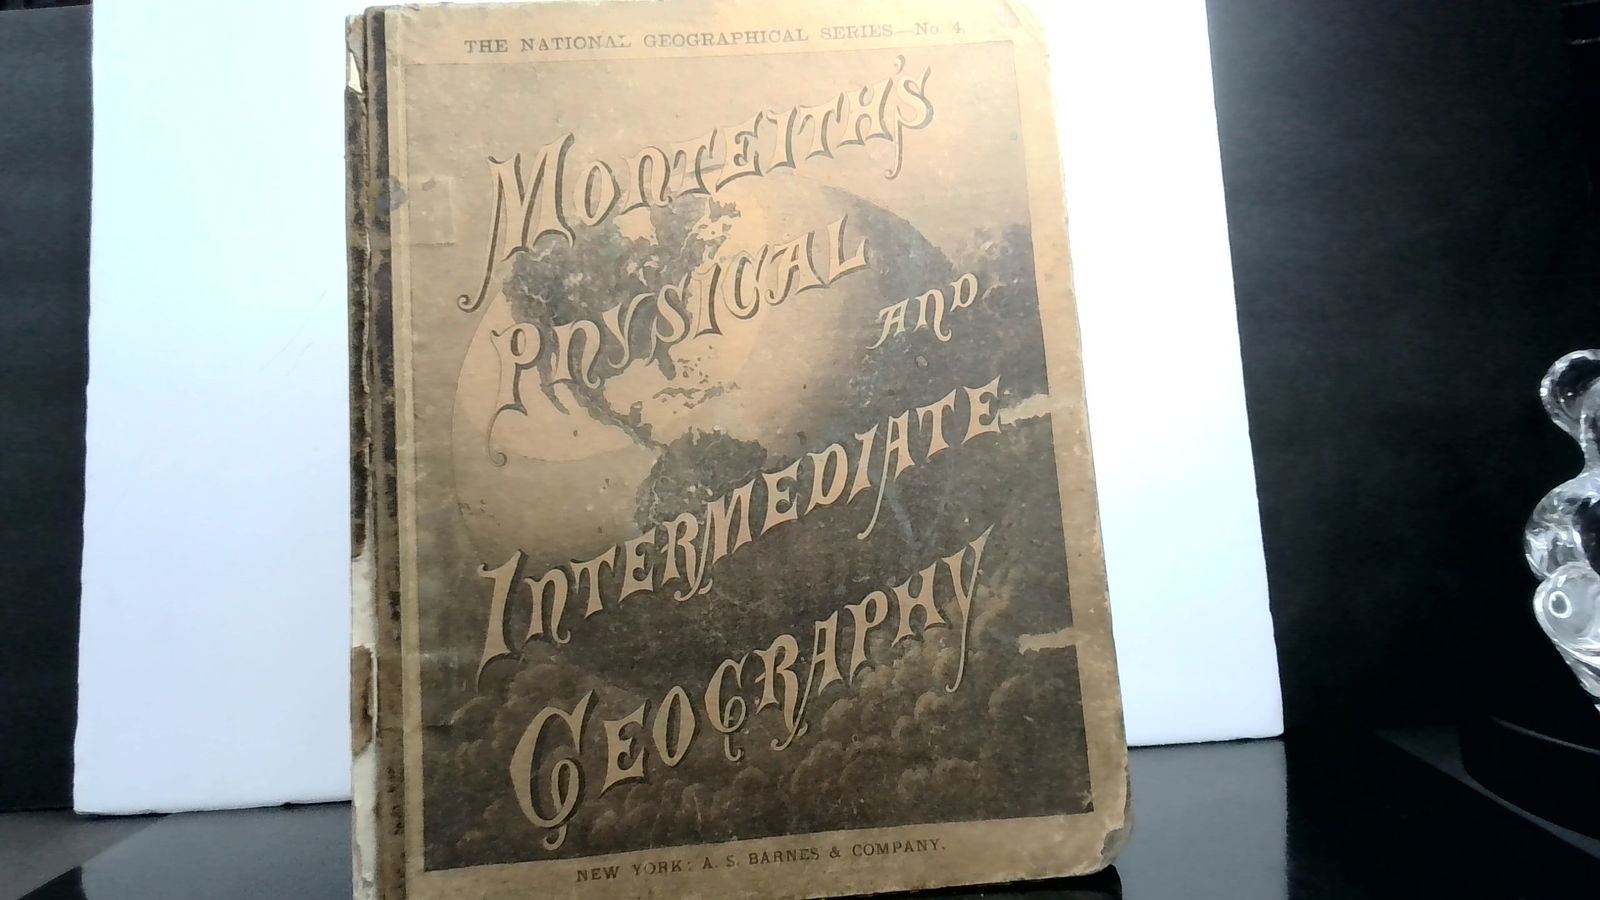 THE NATIONAL GEOGRAPHICAL SERIES—No. 4.
MONTEITH'S
PHYSICAL
AND
INTERMEDIATE
GEOGRAPHY
NEW YORK: A. S. BARNES & COMPANY.